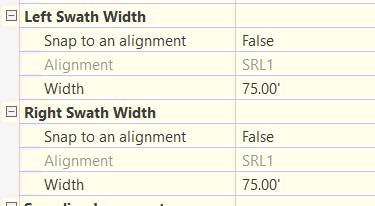 Left Swath Width
Snap to an alignment False
Alignment SRL1
Width 75.00'
Right Swath Width
Snap to an alignment False
Alignment SRL1
Width 75.00'